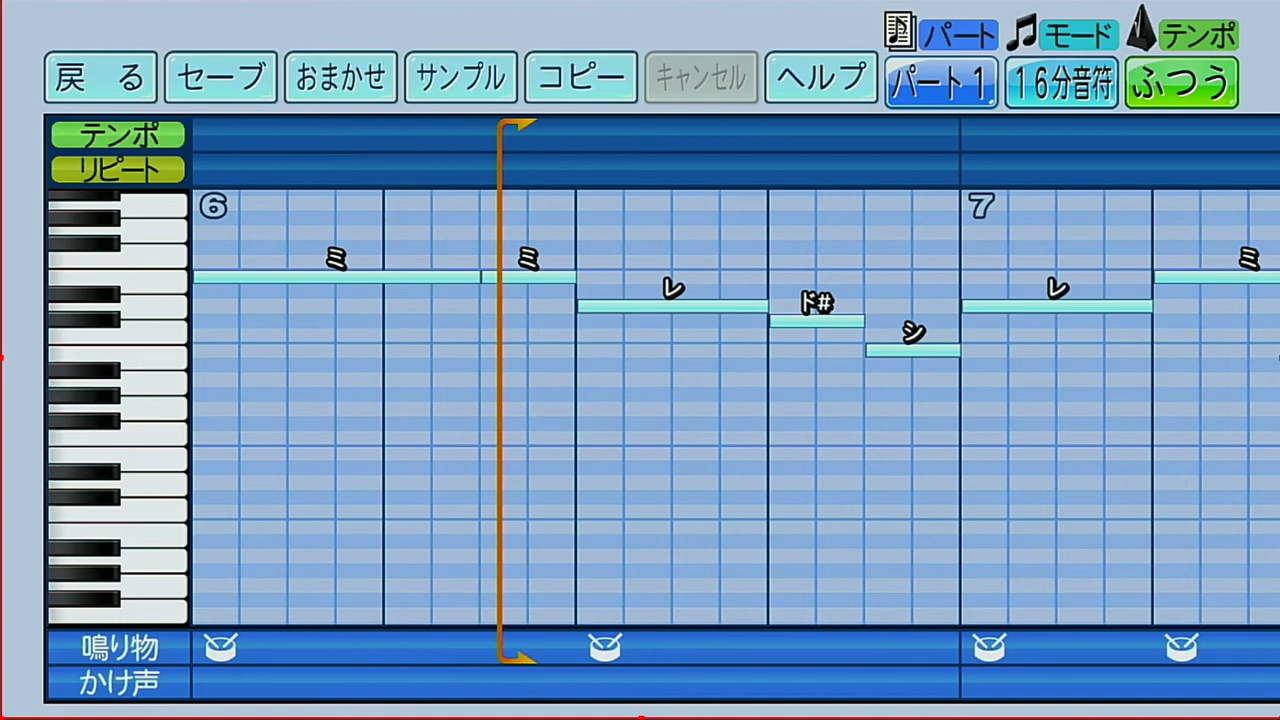 パート モード テンポ
戻る セーブ おまかせ サンプル コピー キャンセル ヘルプ パート1 16分音符 ふつう
テンポ
リピート
6 7
ミ ミ ミ
レ レ
ド#
シ
鳴り物
かけ声